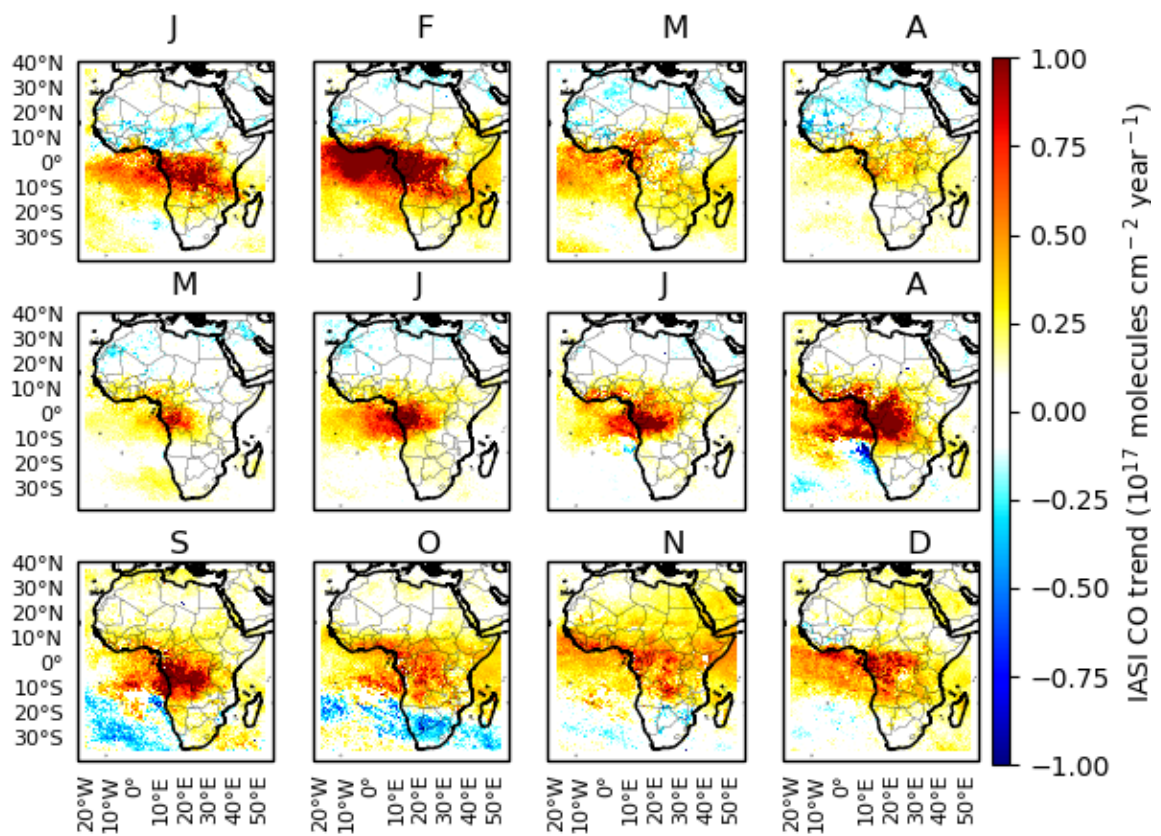 J F M A
40°N
30°N
20°N
10°N
0°
10°S
20°S
30°S
M J J A
40°N
30°N
20°N
10°N
0°
10°S
20°S
30°S
S O N D
40°N
30°N
20°N
10°N
0°
10°S
20°S
30°S
20°W 10°W 0° 10°E 20°E 30°E 40°E 50°E
20°W 10°W 0° 10°E 20°E 30°E 40°E 50°E
20°W 10°W 0° 10°E 20°E 30°E 40°E 50°E
20°W 10°W 0° 10°E 20°E 30°E 40°E 50°E
1.00
0.75
0.50
0.25
0.00
−0.25
−0.50
−0.75
−1.00
IASI CO trend (10¹⁷ molecules cm⁻² year⁻¹)